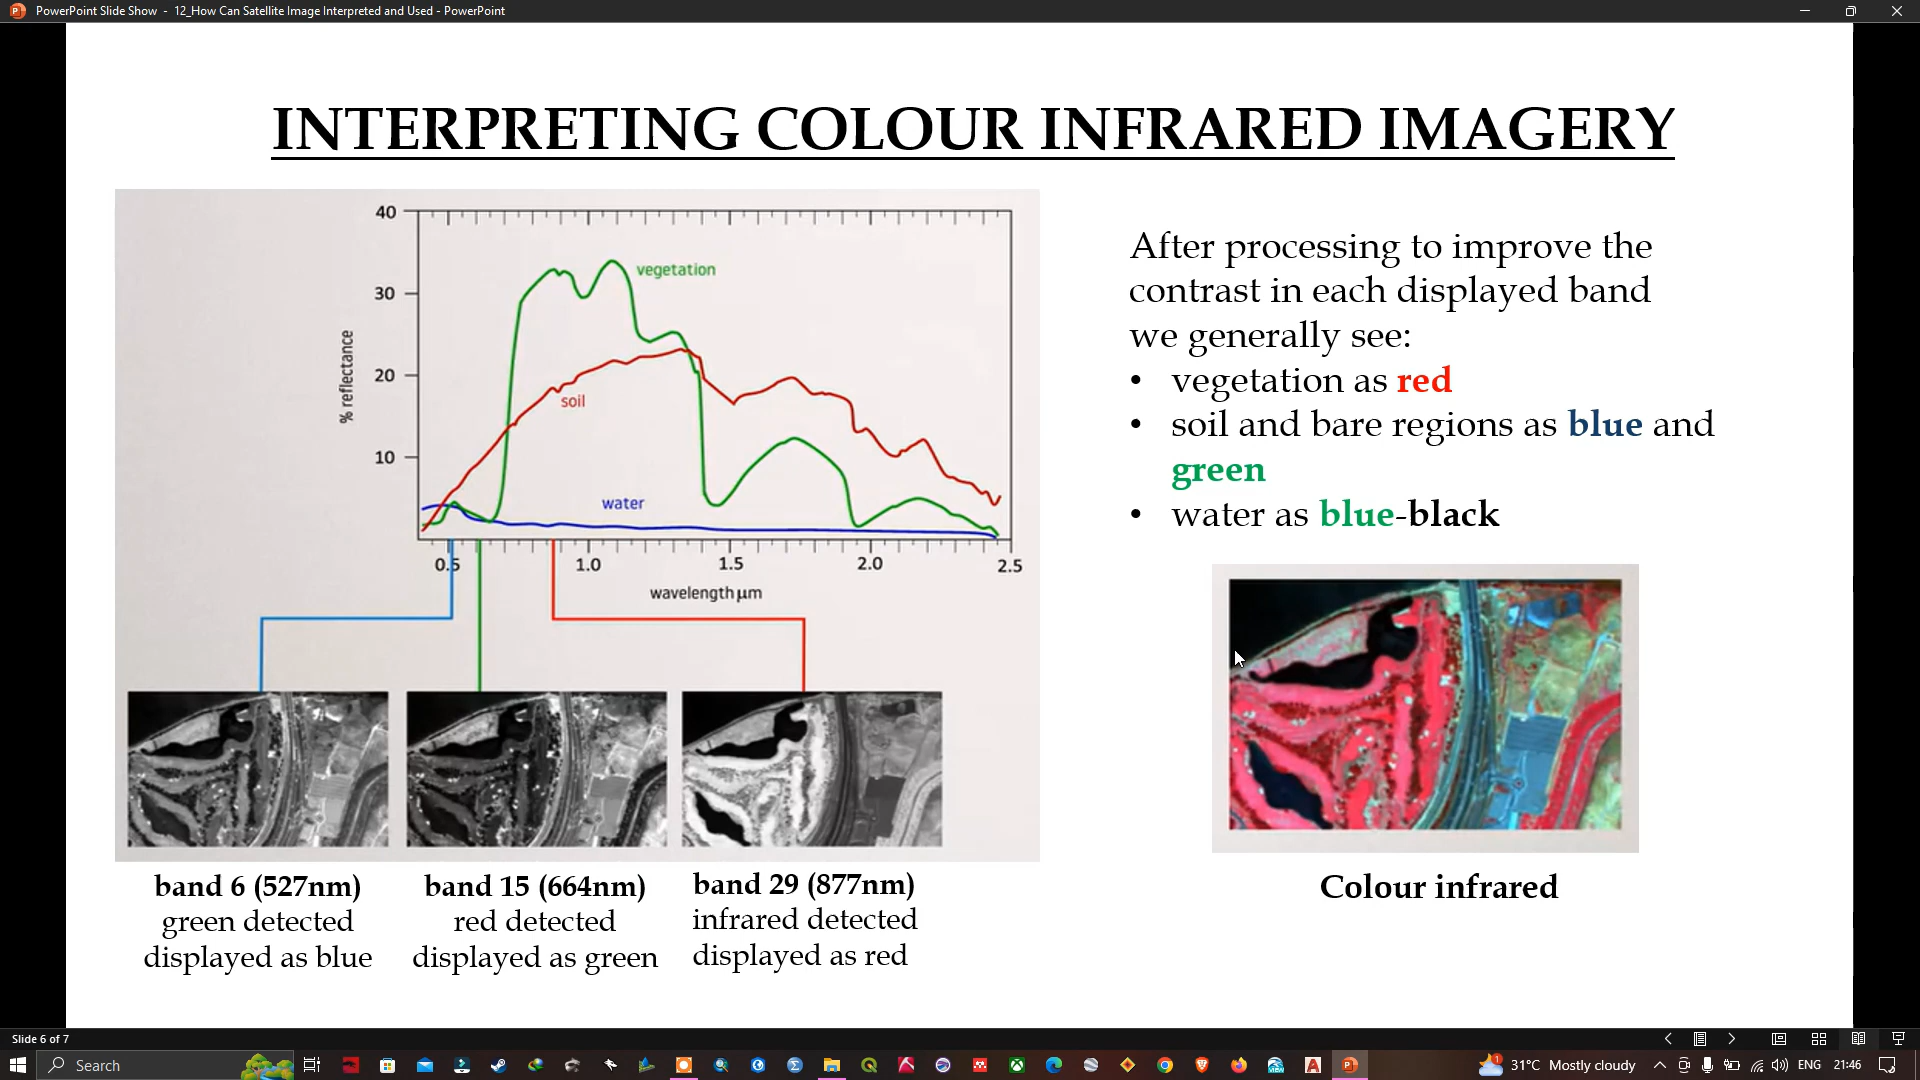 PowerPoint Slide Show - 12_How Can Satellite Image Interpreted and Used - PowerPoint
INTERPRETING COLOUR INFRARED IMAGERY
40
30
20
10
% reflectance
vegetation
soil
water
0.5
1.0
1.5
2.0
2.5
wavelength µm
band 6 (527nm)
green detected
displayed as blue
band 15 (664nm)
red detected
displayed as green
band 29 (877nm)
infrared detected
displayed as red
After processing to improve the
contrast in each displayed band
we generally see:
• vegetation as red
• soil and bare regions as blue and
green
• water as blue-black
Colour infrared
Slide 6 of 7
Search
31°C Mostly cloudy
ENG
21:46